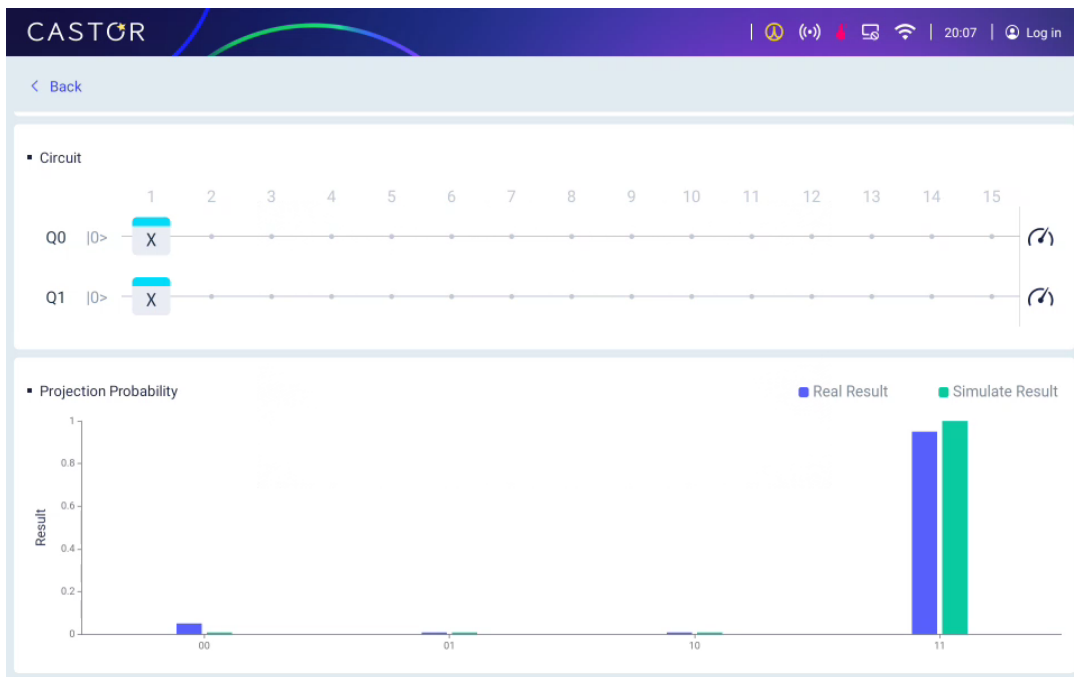 CASTOR
20:07
Log in
Back
Circuit
1 2 3 4 5 6 7 8 9 10 11 12 13 14 15
Q0 |0> X
Q1 |0> X
Projection Probability
Real Result
Simulate Result
Result
1
0.8
0.6
0.4
0.2
0
00 01 10 11